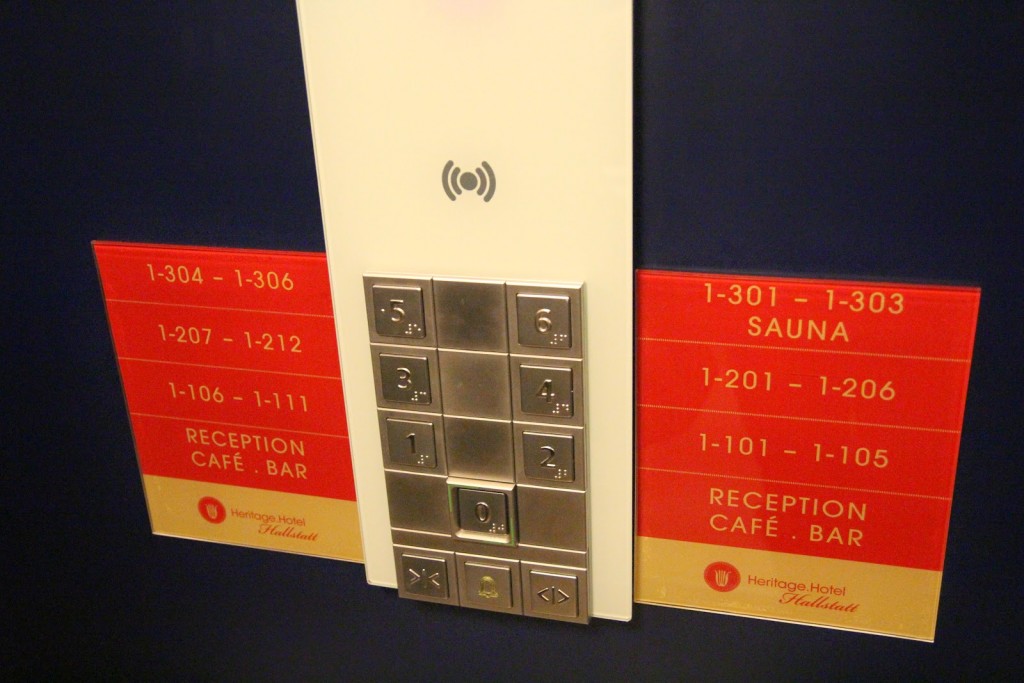 1-304 – 1-306
1-207 – 1-212
1-106 – 1-111
RECEPTION
CAFÉ . BAR
Heritage.Hotel
Hallstatt
5
6
3
4
1
2
0
>|<
<|>
1-301 – 1-303
SAUNA
1-201 – 1-206
1-101 – 1-105
RECEPTION
CAFÉ . BAR
Heritage.Hotel
Hallstatt